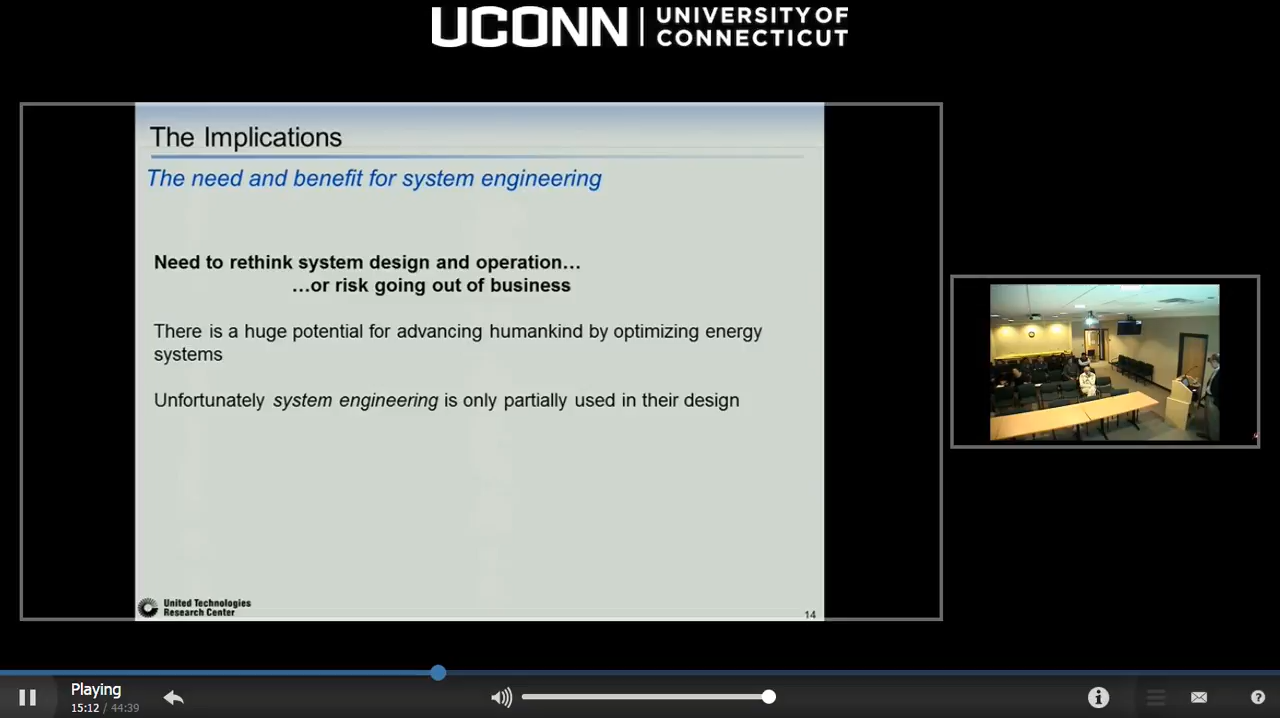 UCONN
UNIVERSITY OF
CONNECTICUT
The Implications
The need and benefit for system engineering
Need to rethink system design and operation…
…or risk going out of business
There is a huge potential for advancing humankind by optimizing energy
systems
Unfortunately system engineering is only partially used in their design
United Technologies
Research Center
14
Playing
15:12 / 44:39